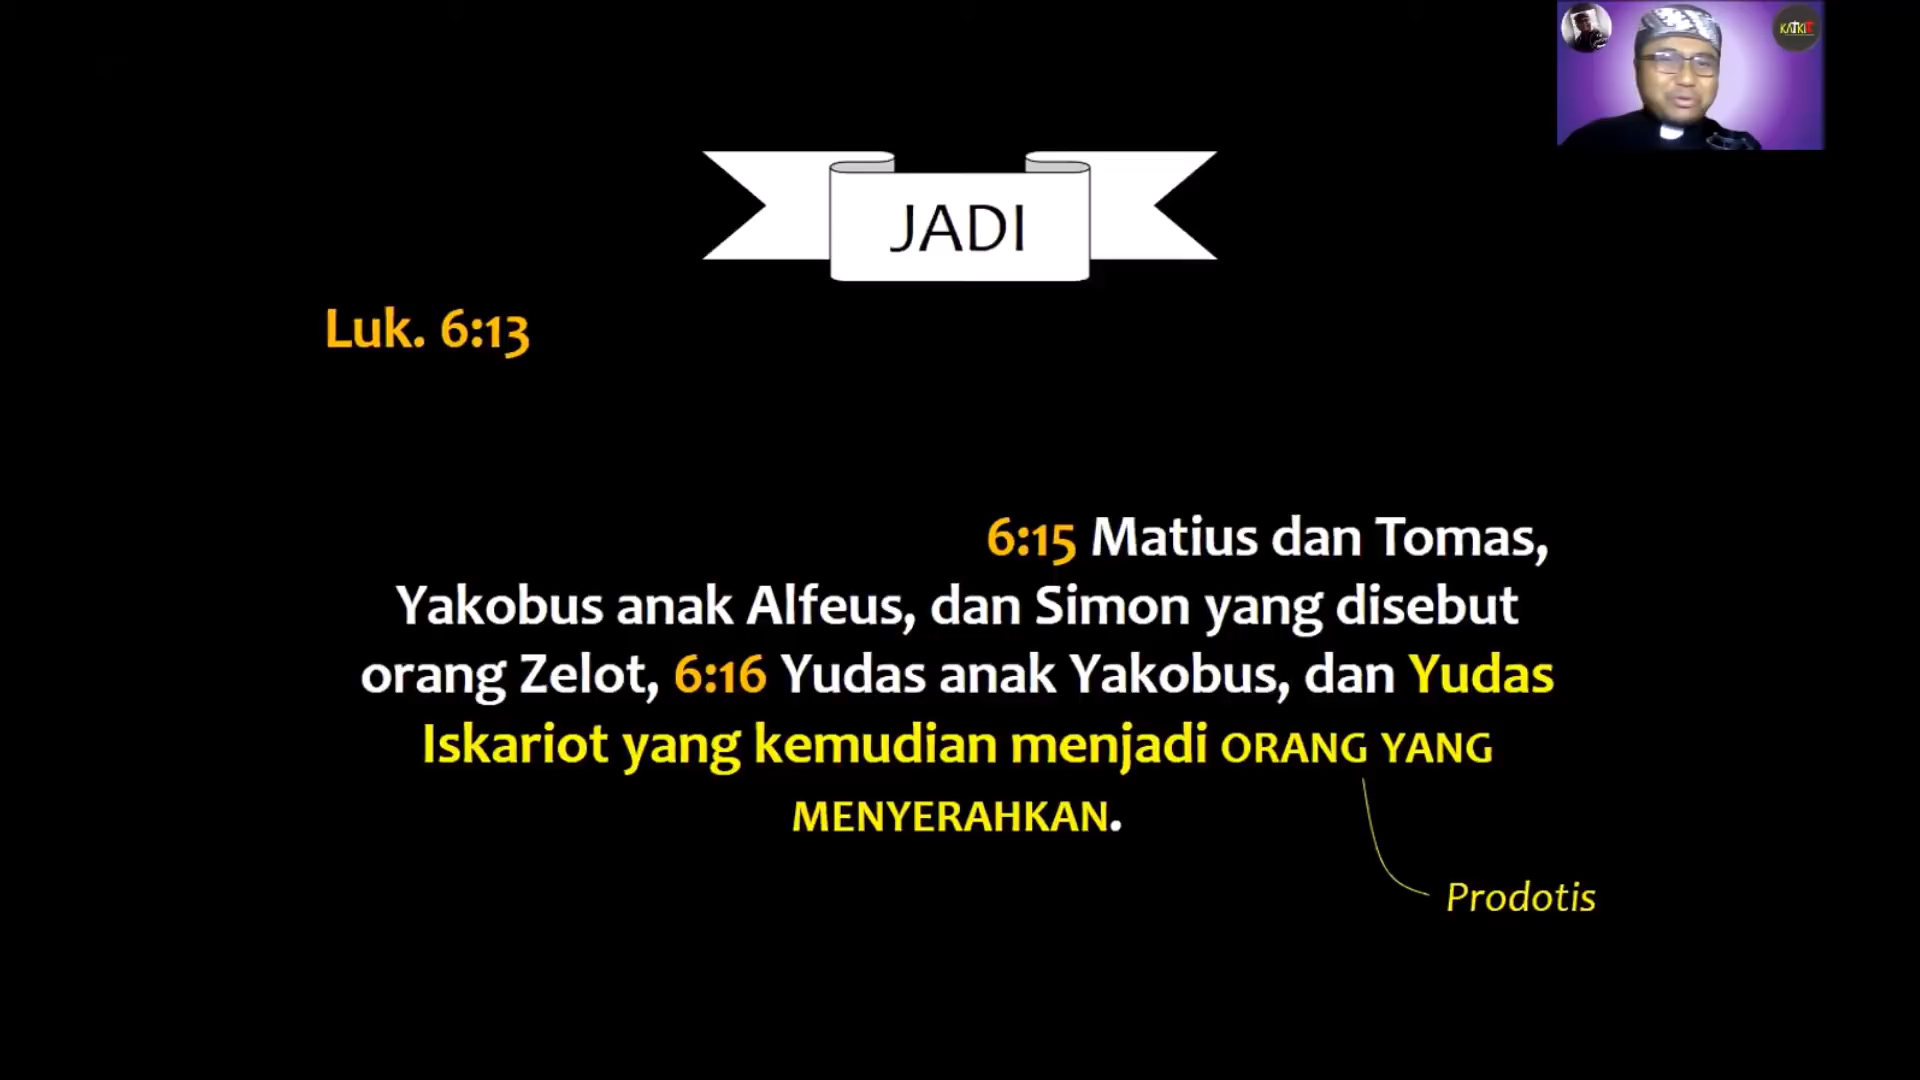 KATKIT
JADI
Luk. 6:13
6:15 Matius dan Tomas,
Yakobus anak Alfeus, dan Simon yang disebut
orang Zelot, 6:16 Yudas anak Yakobus, dan Yudas
Iskariot yang kemudian menjadi ORANG YANG
MENYERAHKAN.
Prodotis